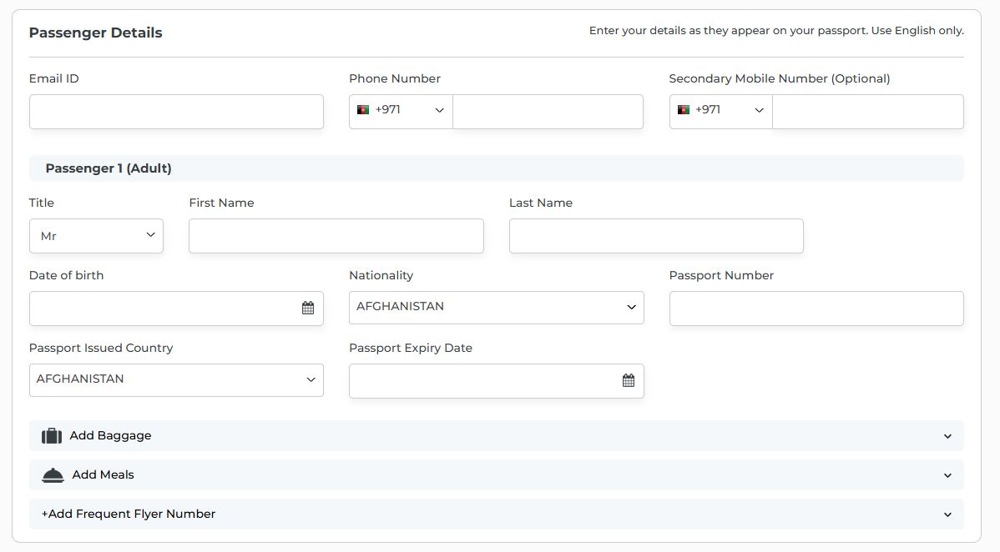 Passenger Details
Enter your details as they appear on your passport. Use English only.
Email ID
Phone Number
Secondary Mobile Number (Optional)
+971
+971
Passenger 1 (Adult)
Title
First Name
Last Name
Mr
Date of birth
Nationality
Passport Number
AFGHANISTAN
Passport Issued Country
Passport Expiry Date
AFGHANISTAN
Add Baggage
Add Meals
+Add Frequent Flyer Number